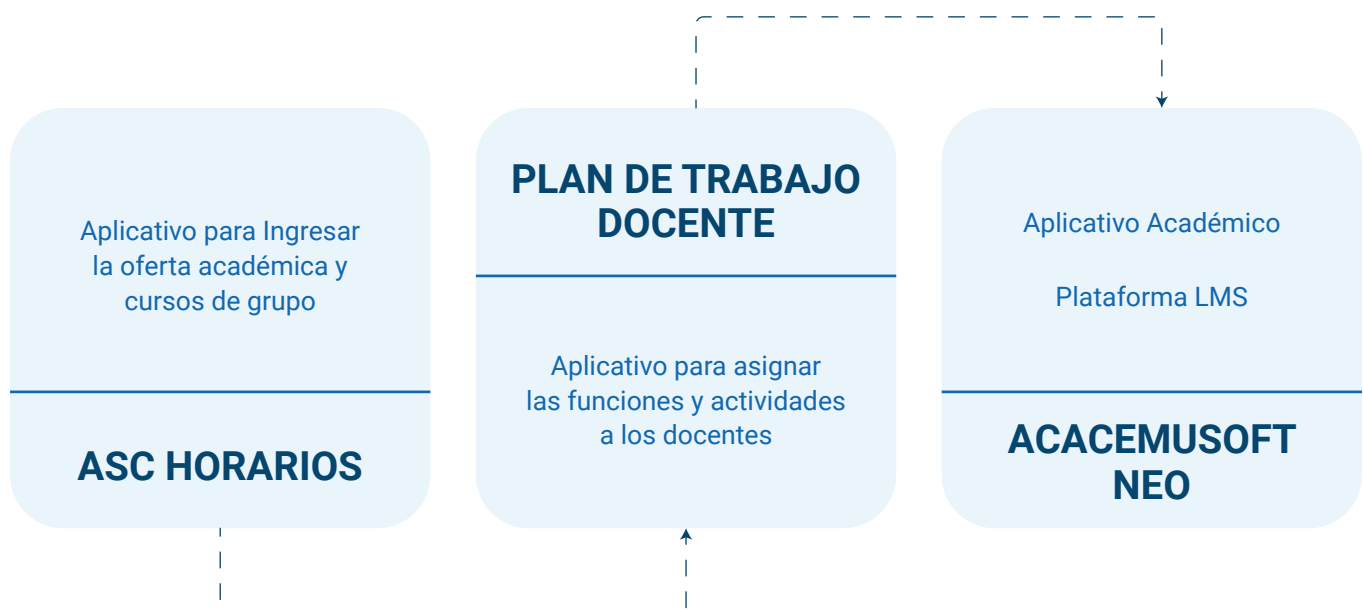 Aplicativo para Ingresar
la oferta académica y
cursos de grupo
ASC HORARIOS
PLAN DE TRABAJO
DOCENTE
Aplicativo para asignar
las funciones y actividades
a los docentes
Aplicativo Académico
Plataforma LMS
ACACEMUSOFT
NEO